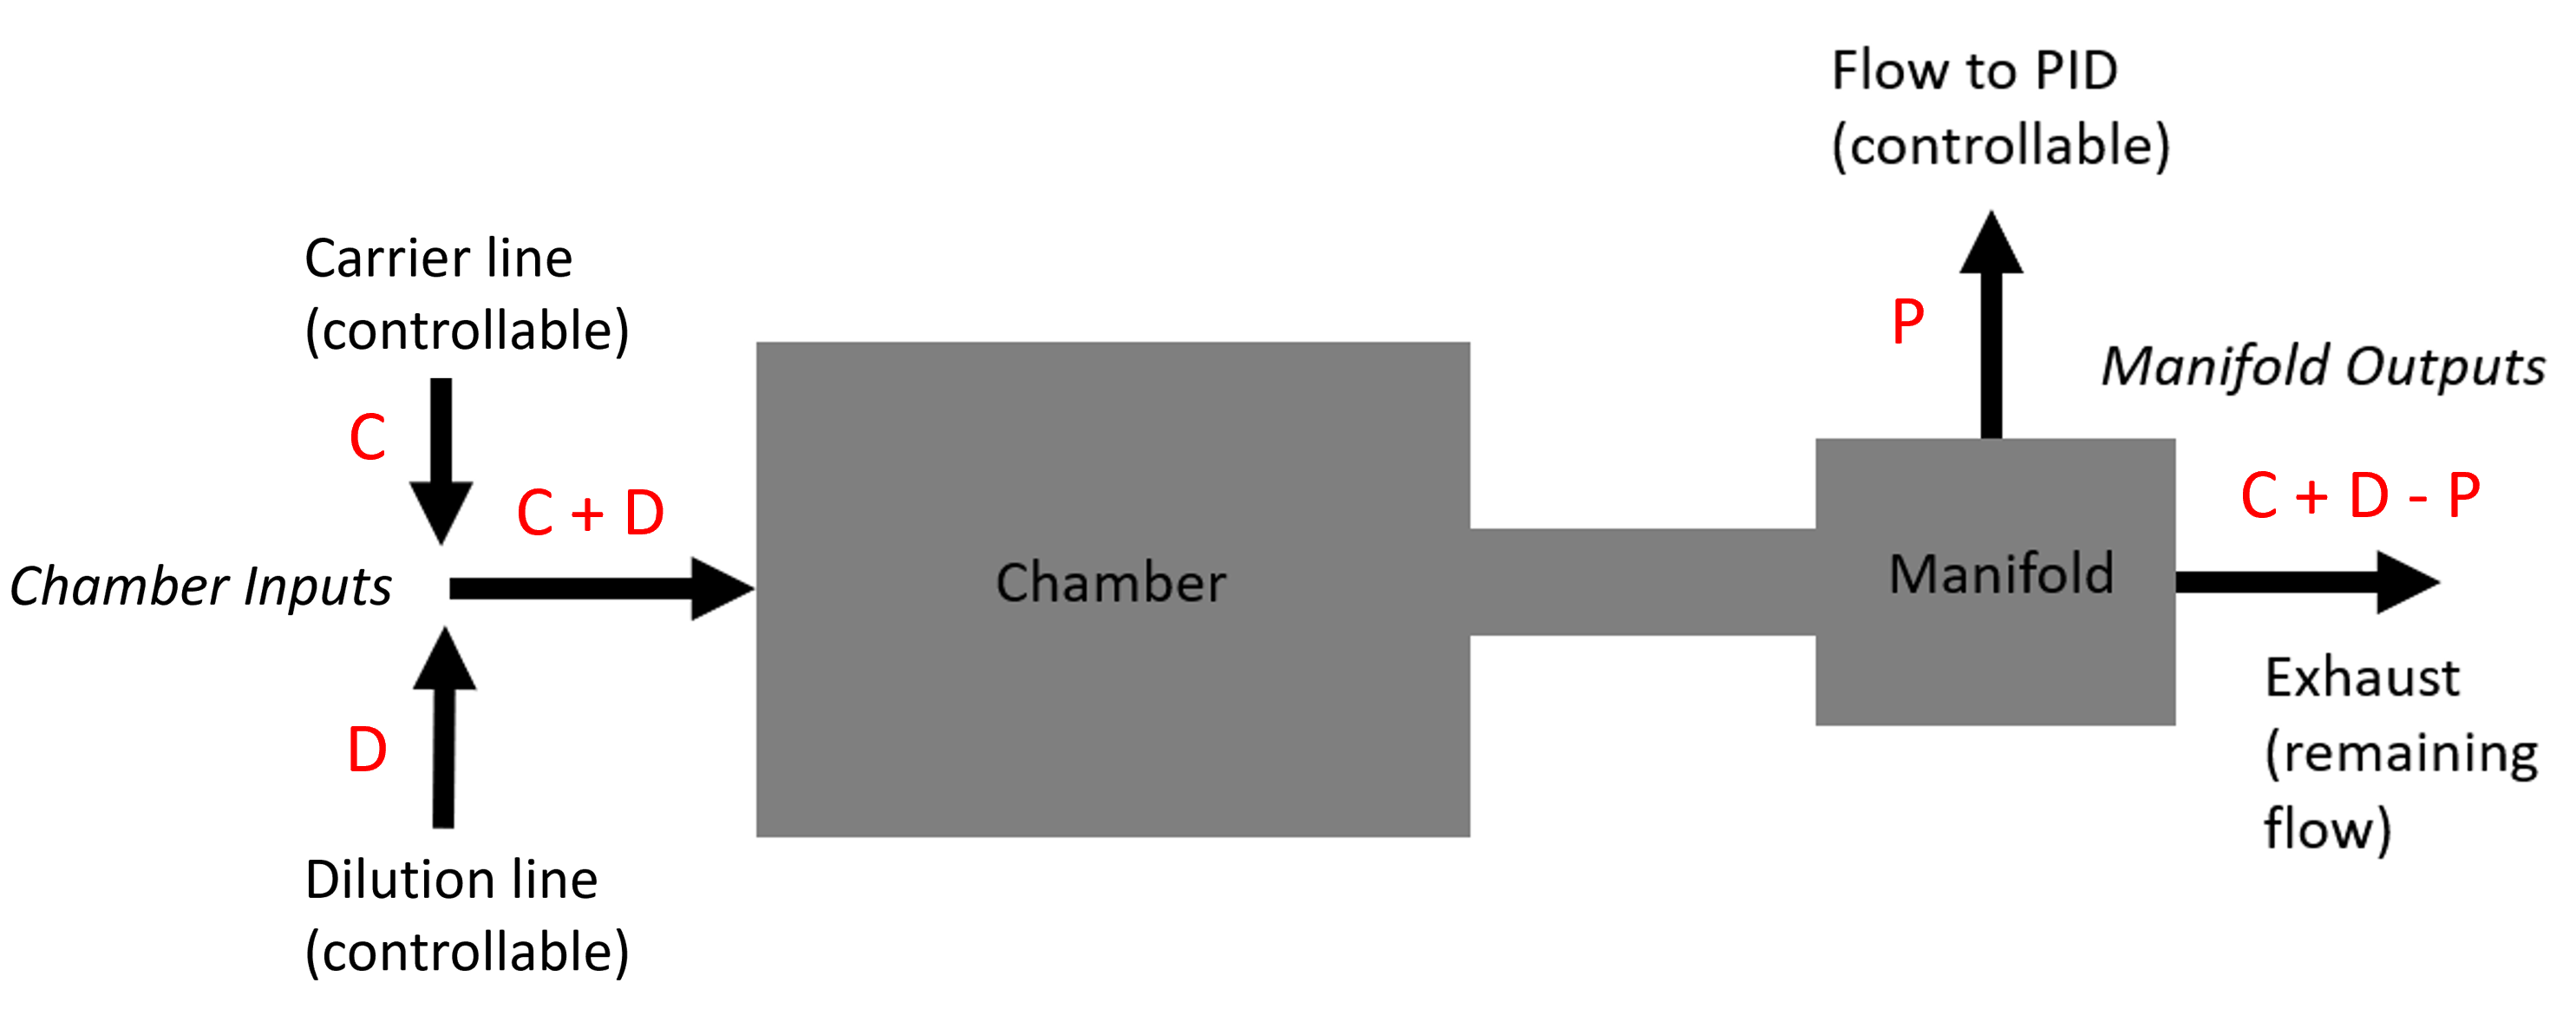 Flow to PID
(controllable)
Carrier line
(controllable)
P
Manifold Outputs
C
C + D
C + D - P
Chamber Inputs
Chamber
Manifold
D
Exhaust
(remaining
flow)
Dilution line
(controllable)